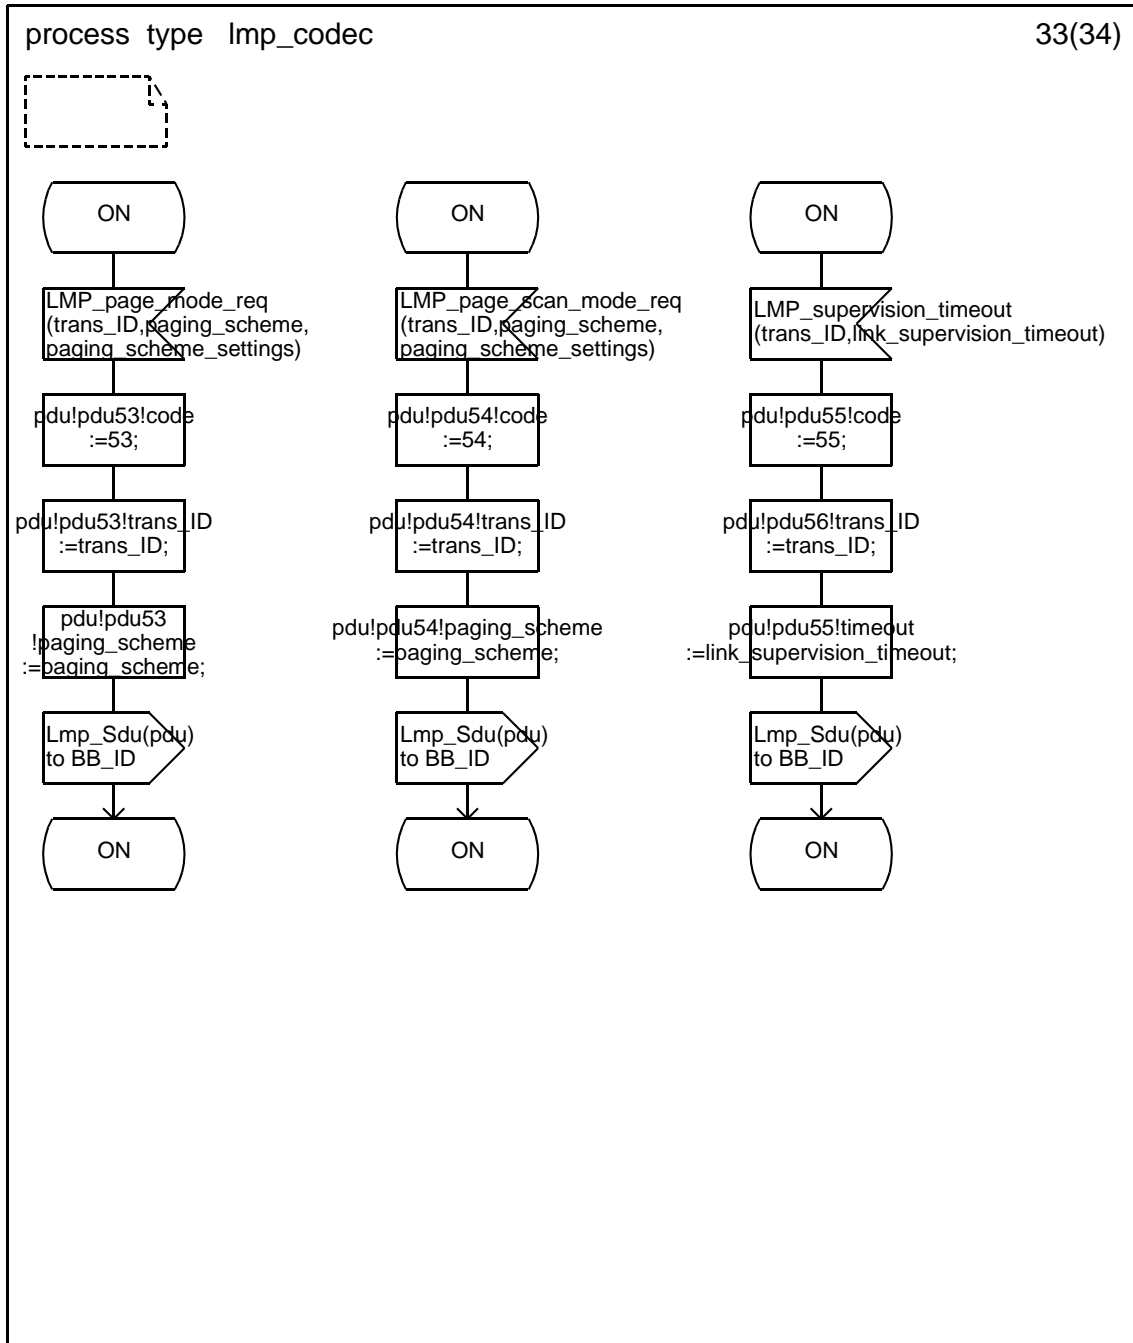 process type lmp_codec
33(34)
ON
LMP_page_mode_req
(trans_ID,paging_scheme,
paging_scheme_settings)
pdu!pdu53!code
:=53;
pdu!pdu53!trans_ID
:=trans_ID;
pdu!pdu53
!paging_scheme
:=paging_scheme;
Lmp_Sdu(pdu)
to BB_ID
ON
ON
LMP_page_scan_mode_req
(trans_ID,paging_scheme,
paging_scheme_settings)
pdu!pdu54!code
:=54;
pdu!pdu54!trans_ID
:=trans_ID;
pdu!pdu54!paging_scheme
:=paging_scheme;
Lmp_Sdu(pdu)
to BB_ID
ON
ON
LMP_supervision_timeout
(trans_ID,link_supervision_timeout)
pdu!pdu55!code
:=55;
pdu!pdu56!trans_ID
:=trans_ID;
pdu!pdu55!timeout
:=link_supervision_timeout;
Lmp_Sdu(pdu)
to BB_ID
ON